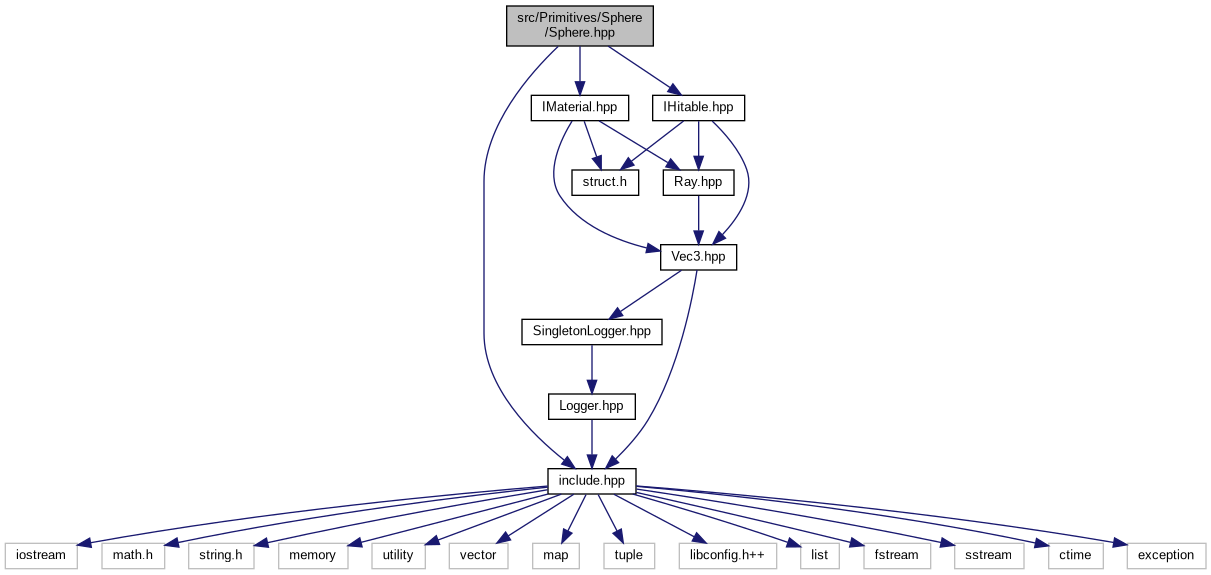 src/Primitives/Sphere
/Sphere.hpp
IMaterial.hpp
IHitable.hpp
struct.h
Ray.hpp
Vec3.hpp
SingletonLogger.hpp
Logger.hpp
include.hpp
iostream
math.h
string.h
memory
utility
vector
map
tuple
libconfig.h++
list
fstream
sstream
ctime
exception